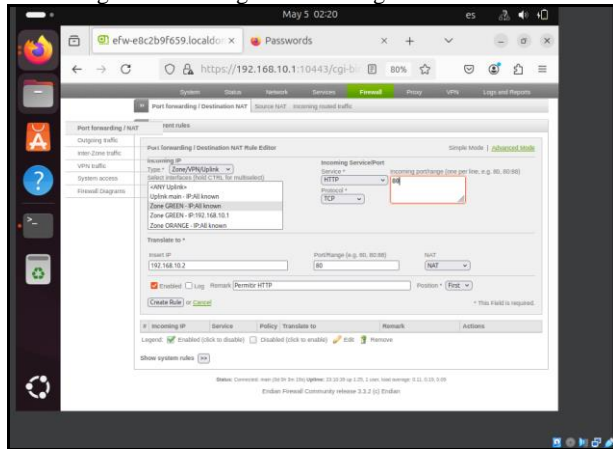 May 5 02:20
es
efw-e8c2b9f659.localdon
Passwords
https://192.168.10.1:10443/cgi-bi
80%
System Status Network Services Firewall Proxy VPN Logs and Reports
Port forwarding / Destination NAT Source NAT Incoming routed traffic
Port forwarding / NAT
Outgoing traffic
Inter-Zone traffic
VPN traffic
System access
Firewall Diagrams
rent rules
Port forwarding / Destination NAT Rule Editor
Simple Mode | Advanced Mode
Incoming IP
Type * Zone/VPN/Uplink
Select interfaces (hold CTRL for multiselect)
<ANY Uplink>
Uplink main - IP:All known
Zone GREEN - IP:All known
Zone GREEN - IP:192.168.10.1
Zone ORANGE - IP:All known
Incoming Service/Port
Service *
HTTP
Protocol *
TCP
Incoming port/range (one per line, e.g. 80, 80:88)
80
Translate to *
Insert IP
192.168.10.2
Port/Range (e.g. 80, 80:88)
80
NAT
NAT
Enabled Log Remark Permitir HTTP Position * First
Create Rule or Cancel
* This Field is required.
# Incoming IP Service Policy Translate to Remark Actions
Legend: Enabled (click to disable) Disabled (click to enable) Edit Remove
Show system rules >>
Endian Firewall Community release 3.3.2 (c) Endian